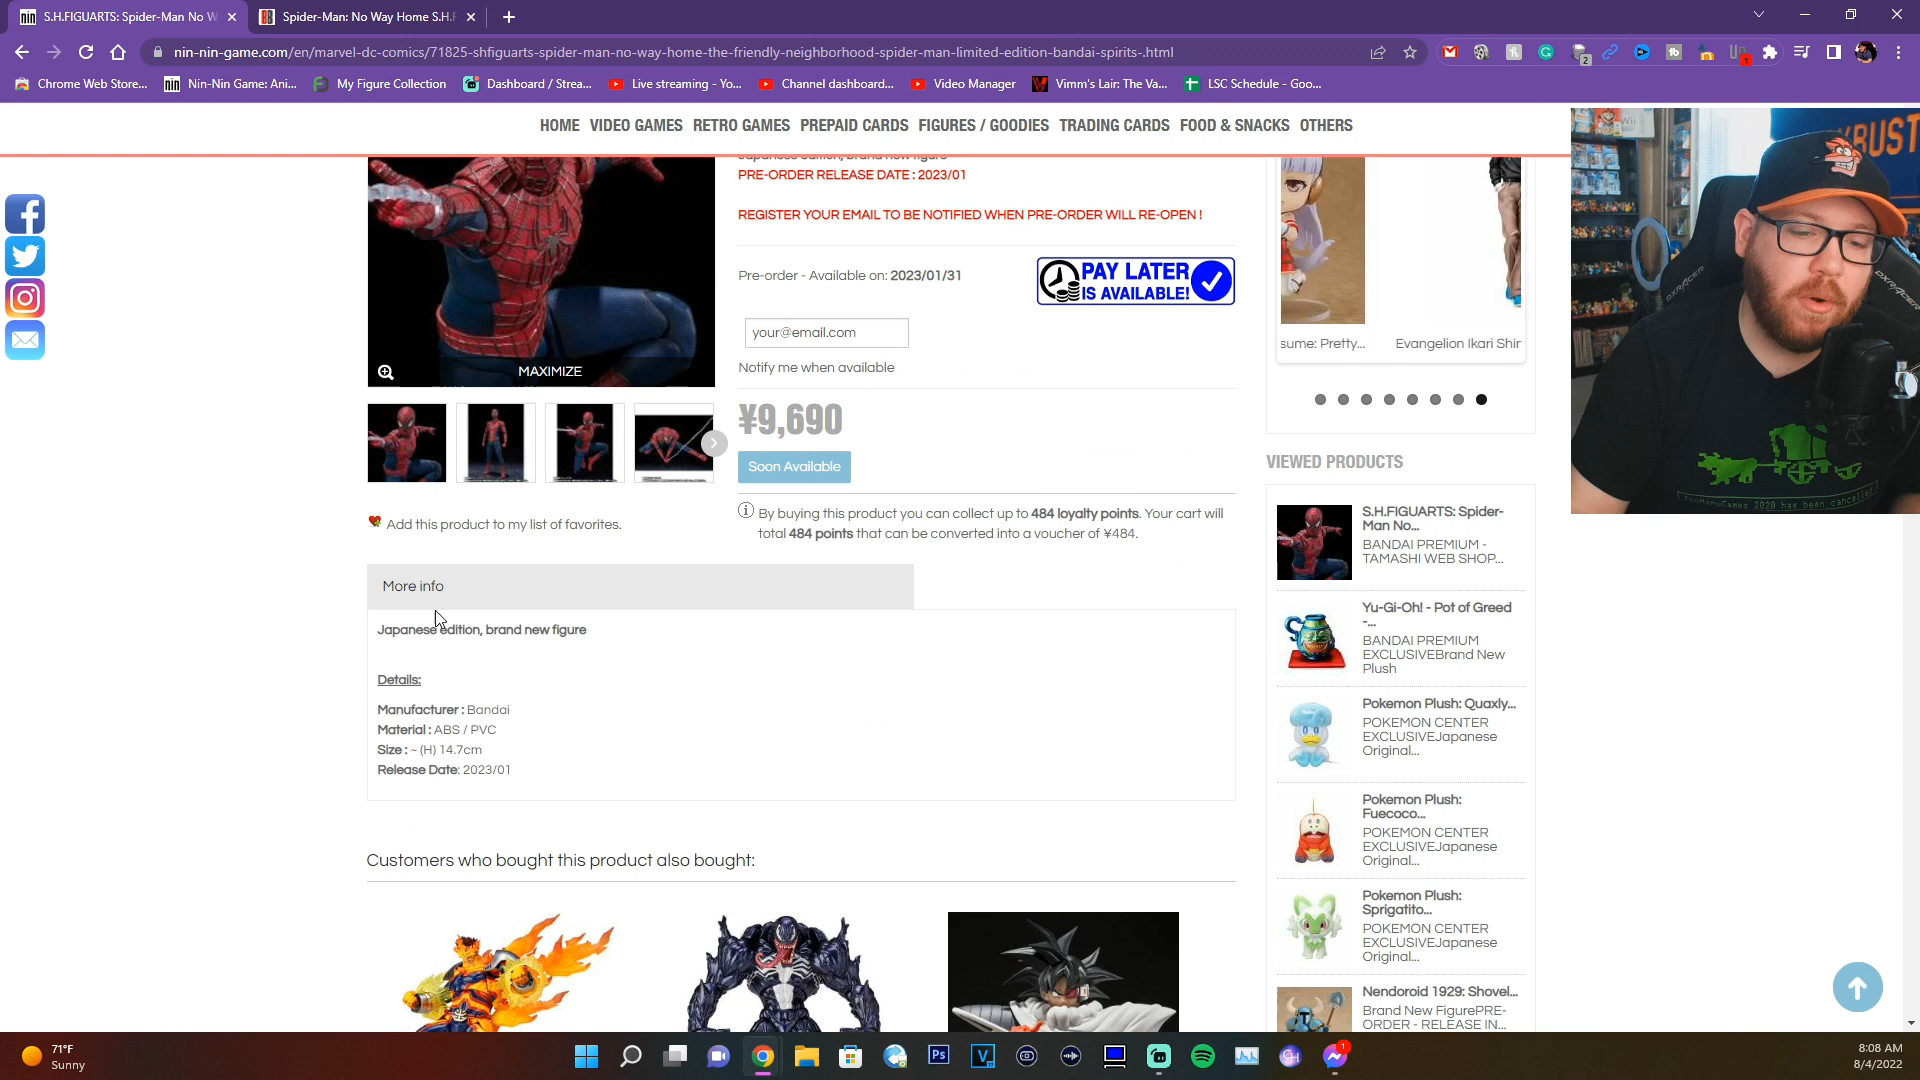 S.H.FIGUARTS: Spider-Man No W
Spider-Man: No Way Home S.H.F
nin-nin-game.com/en/marvel-dc-comics/71825-shfiguarts-spider-man-no-way-home-the-friendly-neighborhood-spider-man-limited-edition-bandai-spirits-.html
Chrome Web Store...
Nin-Nin Game: Ani...
My Figure Collection
Dashboard / Strea...
Live streaming - Yo...
Channel dashboard...
Video Manager
Vimm's Lair: The Va...
LSC Schedule - Goo...
HOME VIDEO GAMES RETRO GAMES PREPAID CARDS FIGURES / GOODIES TRADING CARDS FOOD & SNACKS OTHERS
Japanese edition, brand new figure
PRE-ORDER RELEASE DATE : 2023/01
REGISTER YOUR EMAIL TO BE NOTIFIED WHEN PRE-ORDER WILL RE-OPEN !
Pre-order - Available on: 2023/01/31
PAY LATER
IS AVAILABLE!
your@email.com
Notify me when available
MAXIMIZE
¥9,690
Soon Available
By buying this product you can collect up to 484 loyalty points. Your cart will
total 484 points that can be converted into a voucher of ¥484.
Add this product to my list of favorites.
More info
Japanese edition, brand new figure
Details:
Manufacturer : Bandai
Material : ABS / PVC
Size : ~ (H) 14.7cm
Release Date: 2023/01
Customers who bought this product also bought:
sume: Pretty...
Evangelion Ikari Shir
VIEWED PRODUCTS
S.H.FIGUARTS: Spider-
Man No...
BANDAI PREMIUM -
TAMASHI WEB SHOP...
Yu-Gi-Oh! - Pot of Greed
-...
BANDAI PREMIUM
EXCLUSIVEBrand New
Plush
Pokemon Plush: Quaxly...
POKEMON CENTER
EXCLUSIVEJapanese
Original...
Pokemon Plush:
Fuecoco...
POKEMON CENTER
EXCLUSIVEJapanese
Original...
Pokemon Plush:
Sprigatito...
POKEMON CENTER
EXCLUSIVEJapanese
Original...
Nendoroid 1929: Shovel...
Brand New FigurePRE-
ORDER - RELEASE IN...
71°F
Sunny
8:08 AM
8/4/2022